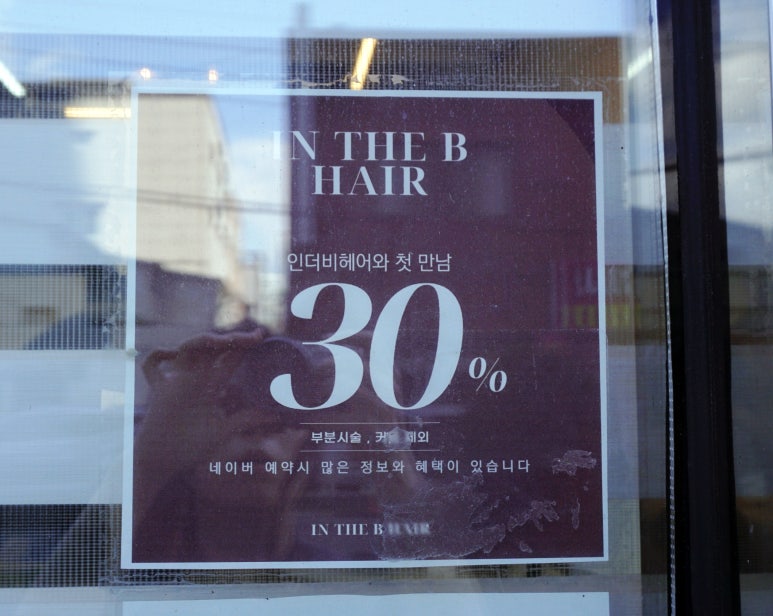 IN THE B
HAIR
인더비헤어와 첫 만남
30%
부분시술 , 제외
네이버 예약시 많은 정보와 혜택이 있습니다
IN THE B HAIR